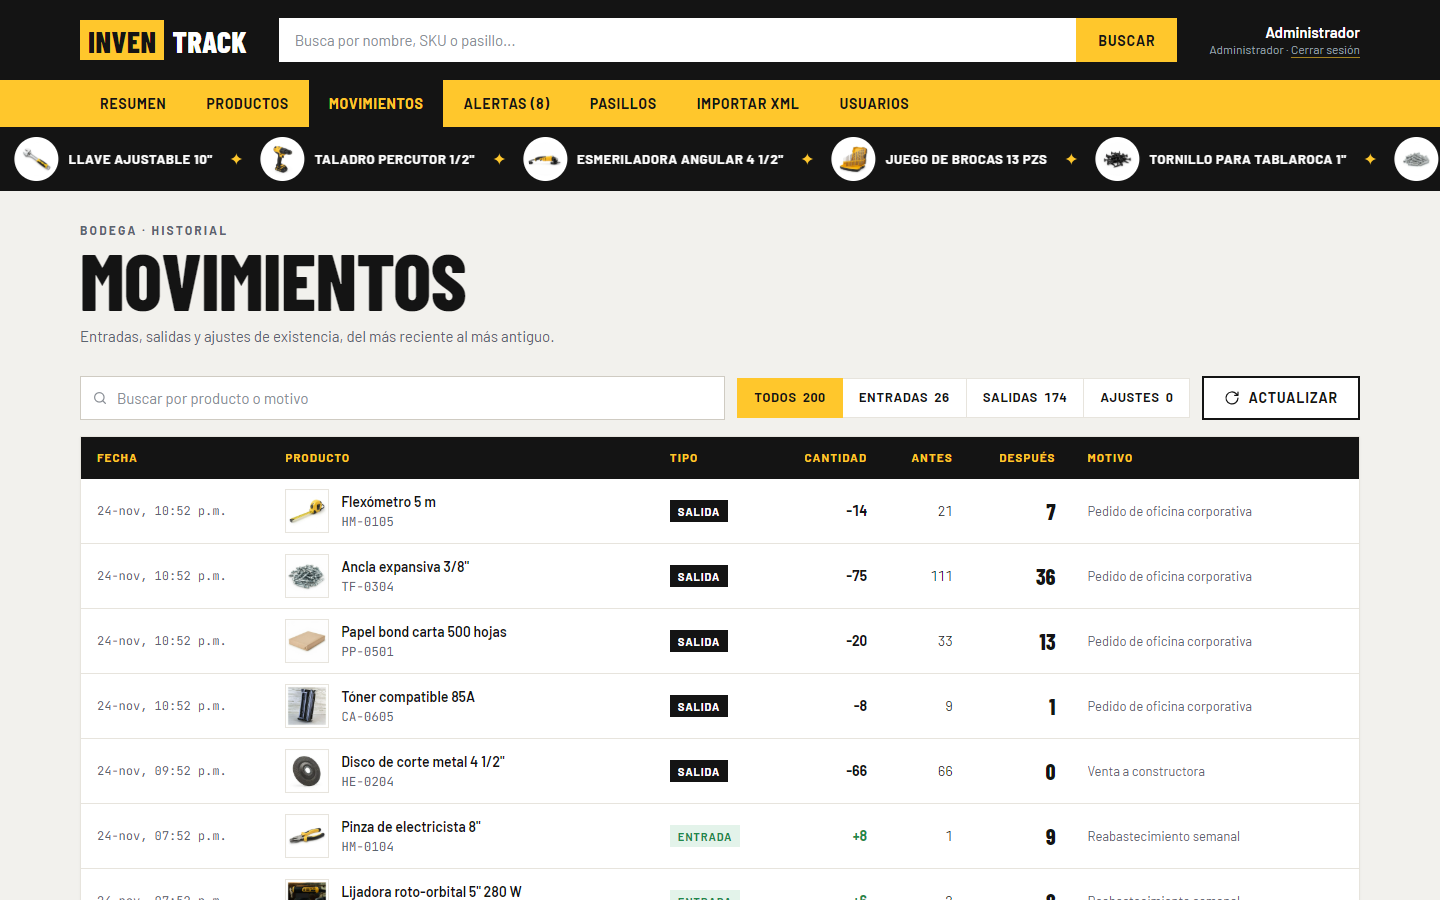 INVEN TRACK
Busca por nombre, SKU o pasillo...
BUSCAR
Administrador
Administrador · Cerrar sesión
RESUMEN
PRODUCTOS
MOVIMIENTOS
ALERTAS (8)
PASILLOS
IMPORTAR XML
USUARIOS
LLAVE AJUSTABLE 10" ✦ TALADRO PERCUTOR 1/2" ✦ ESMERILADORA ANGULAR 4 1/2" ✦ JUEGO DE BROCAS 13 PZS ✦ TORNILLO PARA TABLAROCA 1" ✦
BODEGA · HISTORIAL
MOVIMIENTOS
Entradas, salidas y ajustes de existencia, del más reciente al más antiguo.
Buscar por producto o motivo
TODOS 200
ENTRADAS 26
SALIDAS 174
AJUSTES 0
ACTUALIZAR
FECHA PRODUCTO TIPO CANTIDAD ANTES DESPUÉS MOTIVO
24-nov, 10:52 p.m. Flexómetro 5 m HM-0105 SALIDA -14 21 7 Pedido de oficina corporativa
24-nov, 10:52 p.m. Ancla expansiva 3/8" TF-0304 SALIDA -75 111 36 Pedido de oficina corporativa
24-nov, 10:52 p.m. Papel bond carta 500 hojas PP-0501 SALIDA -20 33 13 Pedido de oficina corporativa
24-nov, 10:52 p.m. Tóner compatible 85A CA-0605 SALIDA -8 9 1 Pedido de oficina corporativa
24-nov, 09:52 p.m. Disco de corte metal 4 1/2" HE-0204 SALIDA -66 66 0 Venta a constructora
24-nov, 07:52 p.m. Pinza de electricista 8" HM-0104 ENTRADA +8 1 9 Reabastecimiento semanal
Lijadora roto-orbital 5" 280 W